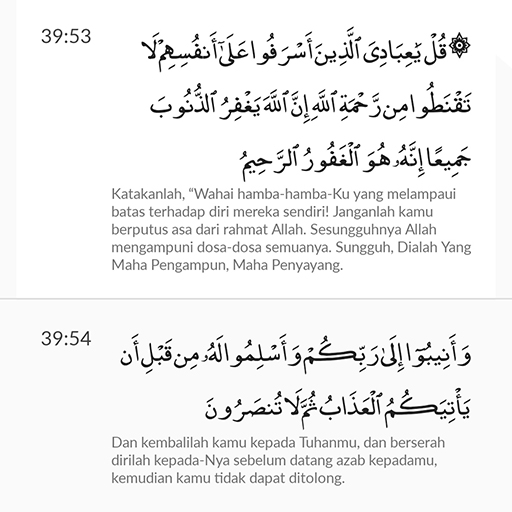 39:53
۞ قُلْ يَٰعِبَادِىَ ٱلَّذِينَ أَسْرَفُوا عَلَىٰٓ أَنفُسِهِمْ لَا
تَقْنَطُوا مِن رَّحْمَةِ ٱللَّهِ إِنَّ ٱللَّهَ يَغْفِرُ ٱلذُّنُوبَ
جَمِيعًا إِنَّهُۥ هُوَ ٱلْغَفُورُ ٱلرَّحِيمُ
Katakanlah, “Wahai hamba-hamba-Ku yang melampaui
batas terhadap diri mereka sendiri! Janganlah kamu
berputus asa dari rahmat Allah. Sesungguhnya Allah
mengampuni dosa-dosa semuanya. Sungguh, Dialah Yang
Maha Pengampun, Maha Penyayang.
39:54
وَأَنِيبُوٓا إِلَىٰ رَبِّكُمْ وَأَسْلِمُوا لَهُۥ مِن قَبْلِ أَن
يَأْتِيَكُمُ ٱلْعَذَابُ ثُمَّ لَا تُنصَرُونَ
Dan kembalilah kamu kepada Tuhanmu, dan berserah
dirilah kepada-Nya sebelum datang azab kepadamu,
kemudian kamu tidak dapat ditolong.